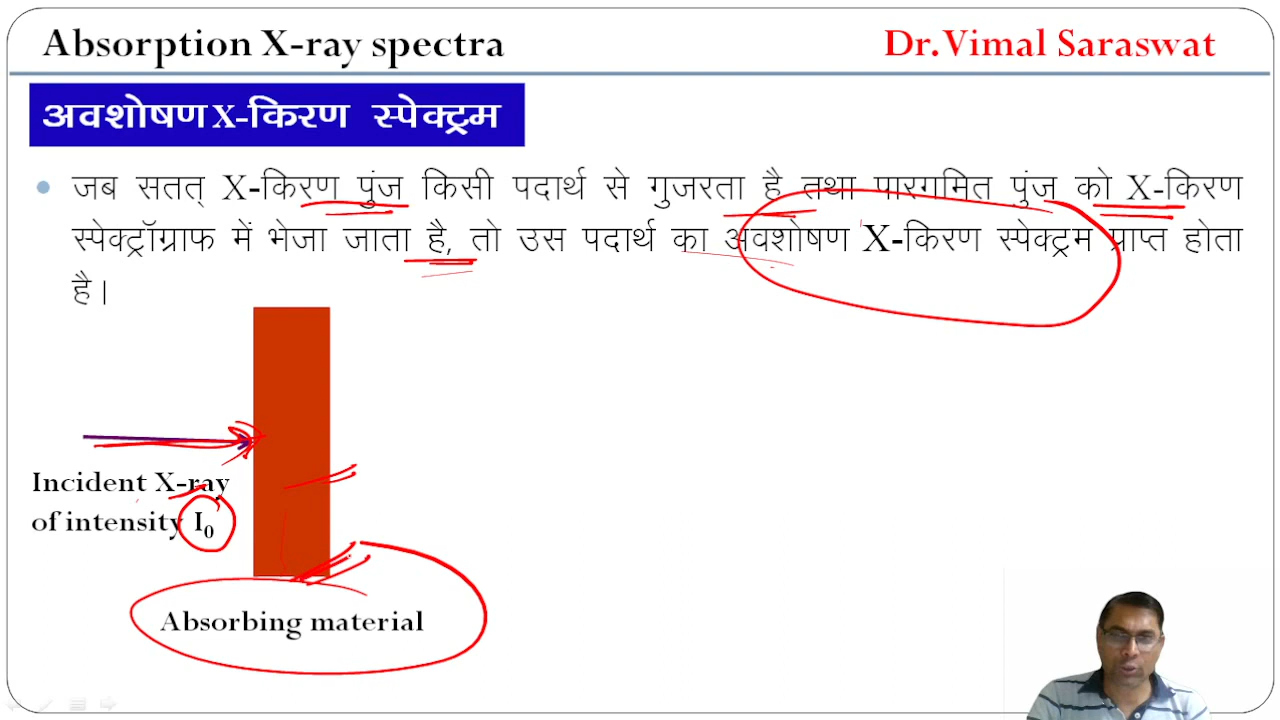 Absorption X-ray spectra
Dr. Vimal Saraswat
अवशोषण X-किरण स्पेक्ट्रम
जब सतत् X-किरण पुंज किसी पदार्थ से गुजरता है तथा पारगमित पुंज को X-किरण
स्पेक्ट्रॉग्राफ में भेजा जाता है, तो उस पदार्थ का अवशोषण X-किरण स्पेक्ट्रम प्राप्त होता
है।
Incident X-ray
of intensity I₀
Absorbing material